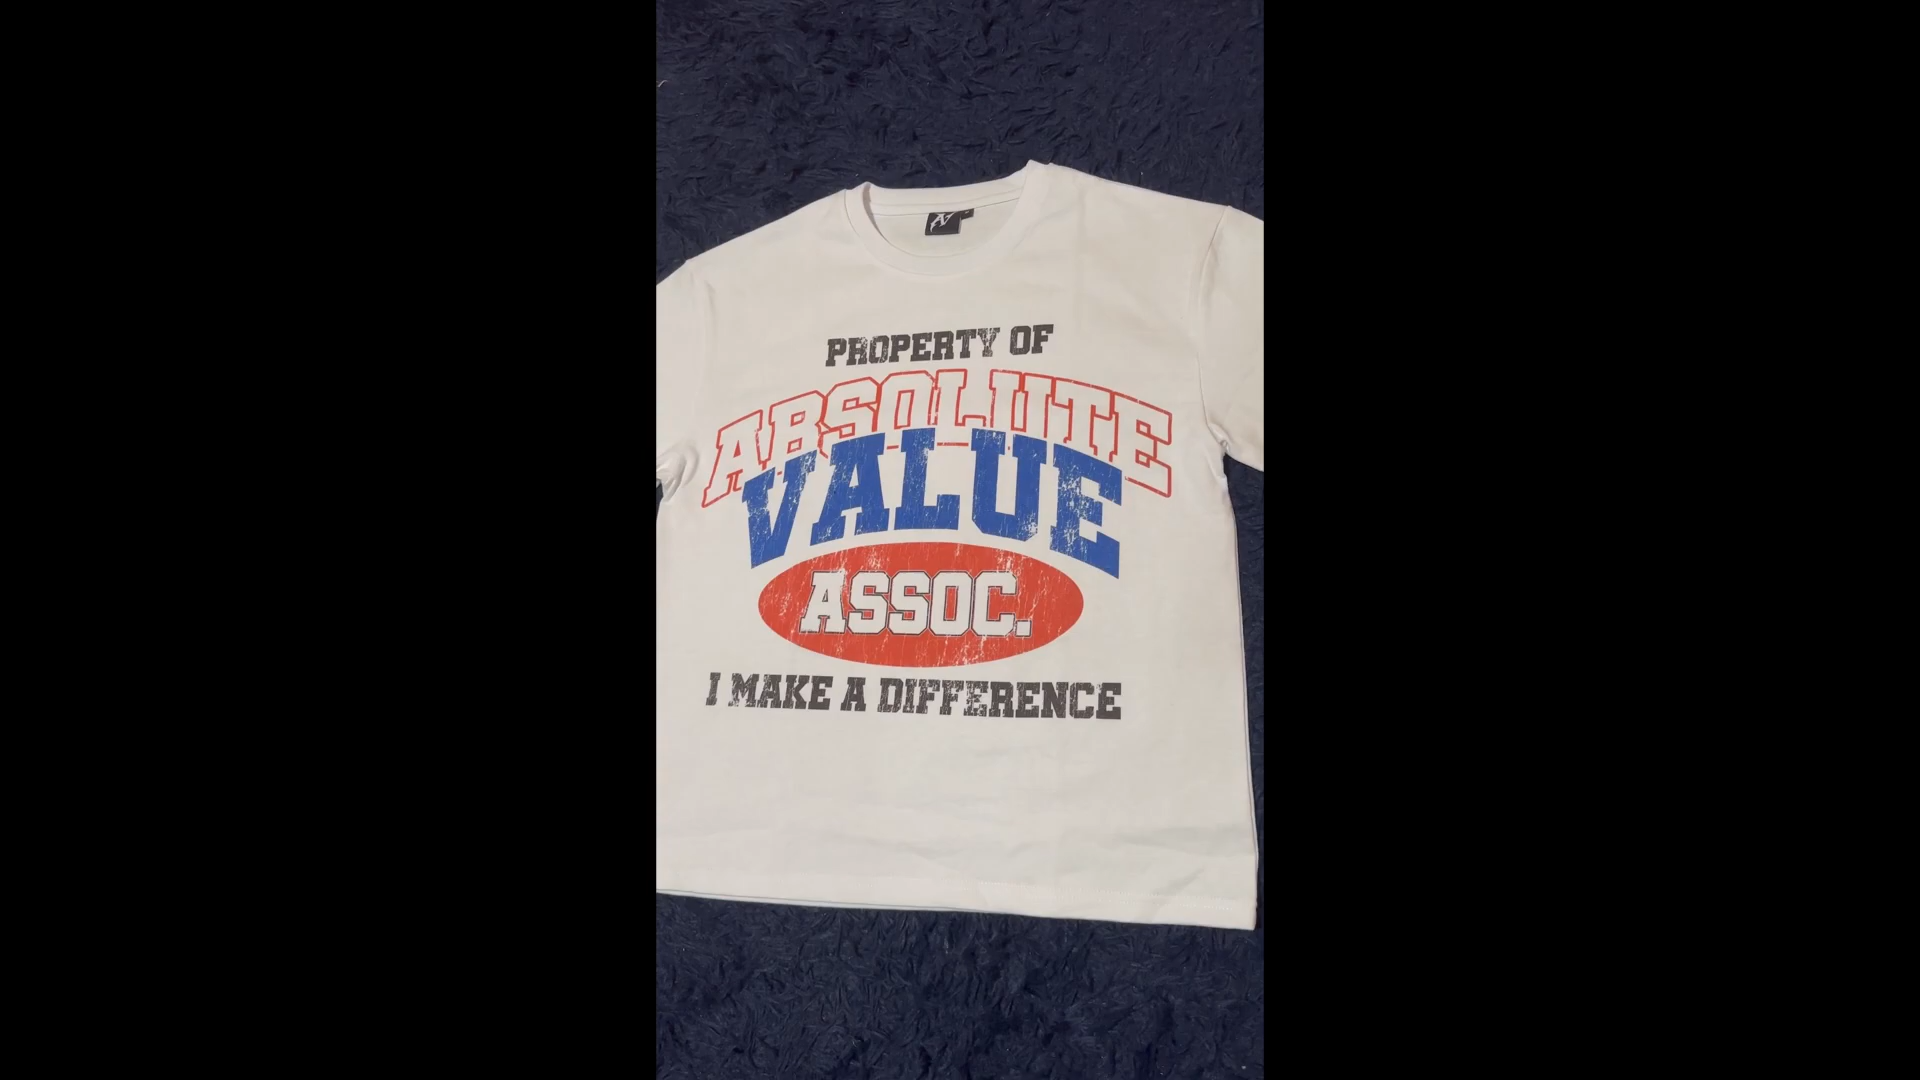 PROPERTY OF
ABSOLUTE
VALUE
ASSOC.
I MAKE A DIFFERENCE